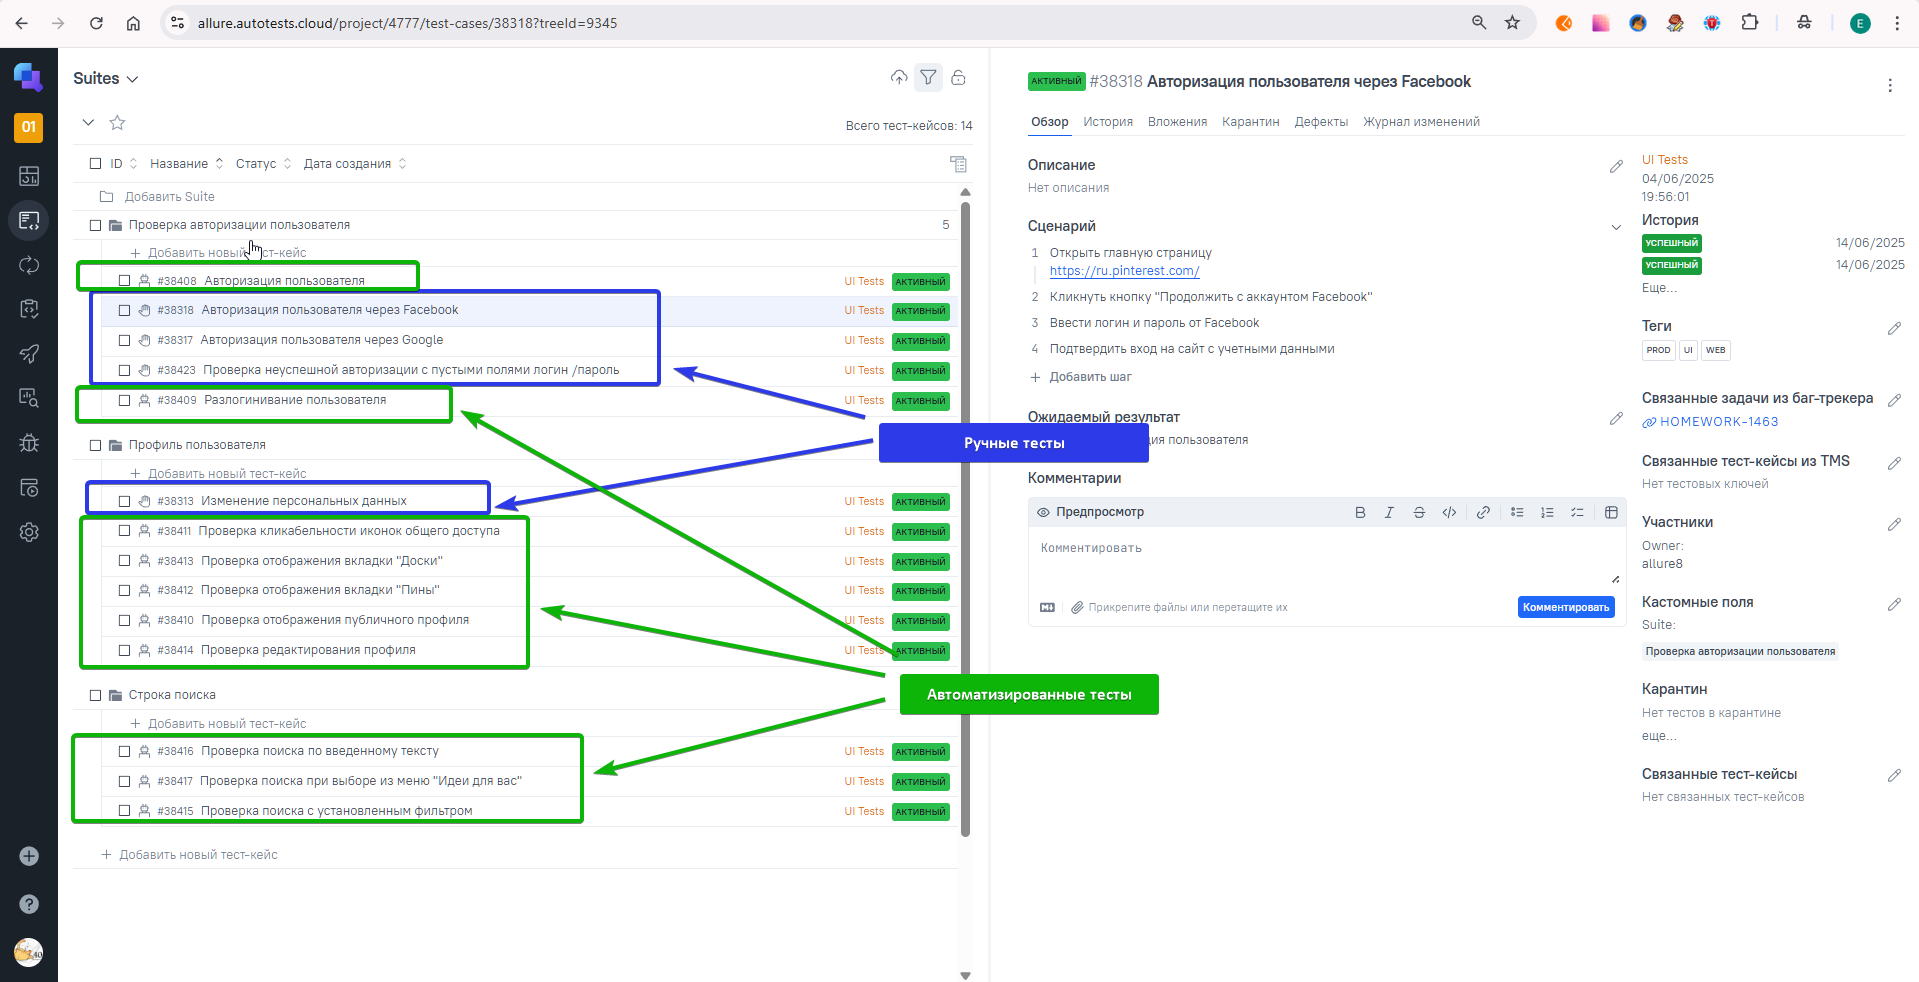 allure.autotests.cloud/project/4777/test-cases/38318?treeId=9345
E
01
Suites
Всего тест-кейсов: 14
ID Название Статус Дата создания
Добавить Suite
Проверка авторизации пользователя 5
Добавить новый тест-кейс
#38408 Авторизация пользователя UI Tests АКТИВНЫЙ
#38318 Авторизация пользователя через Facebook UI Tests АКТИВНЫЙ
#38317 Авторизация пользователя через Google UI Tests АКТИВНЫЙ
#38423 Проверка неуспешной авторизации с пустыми полями логин /пароль UI Tests АКТИВНЫЙ
#38409 Разлогинивание пользователя UI Tests АКТИВНЫЙ
Ручные тесты
Профиль пользователя
Добавить новый тест-кейс
#38313 Изменение персональных данных UI Tests АКТИВНЫЙ
#38411 Проверка кликабельности иконок общего доступа UI Tests АКТИВНЫЙ
#38413 Проверка отображения вкладки "Доски" UI Tests АКТИВНЫЙ
#38412 Проверка отображения вкладки "Пины" UI Tests АКТИВНЫЙ
#38410 Проверка отображения публичного профиля UI Tests АКТИВНЫЙ
#38414 Проверка редактирования профиля UI Tests АКТИВНЫЙ
Автоматизированные тесты
Строка поиска
Добавить новый тест-кейс
#38416 Проверка поиска по введенному тексту UI Tests АКТИВНЫЙ
#38417 Проверка поиска при выборе из меню "Идеи для вас" UI Tests АКТИВНЫЙ
#38415 Проверка поиска с установленным фильтром UI Tests АКТИВНЫЙ
Добавить новый тест-кейс
АКТИВНЫЙ #38318 Авторизация пользователя через Facebook
Обзор История Вложения Карантин Дефекты Журнал изменений
Описание
Нет описания
Сценарий
1 Открыть главную страницу
https://ru.pinterest.com/
2 Кликнуть кнопку "Продолжить с аккаунтом Facebook"
3 Ввести логин и пароль от Facebook
4 Подтвердить вход на сайт с учетными данными
Добавить шаг
Ожидаемый результат
ия пользователя
Комментарии
Предпросмотр
Комментировать
Прикрепите файлы или перетащите их
Комментировать
UI Tests
04/06/2025
19:56:01
История
УСПЕШНЫЙ 14/06/2025
УСПЕШНЫЙ 14/06/2025
Еще...
Теги
PROD UI WEB
Связанные задачи из баг-трекера
HOMEWORK-1463
Связанные тест-кейсы из TMS
Нет тестовых ключей
Участники
Owner:
allure8
Кастомные поля
Suite:
Проверка авторизации пользователя
Карантин
Нет тестов в карантине
еще...
Связанные тест-кейсы
Нет связанных тест-кейсов